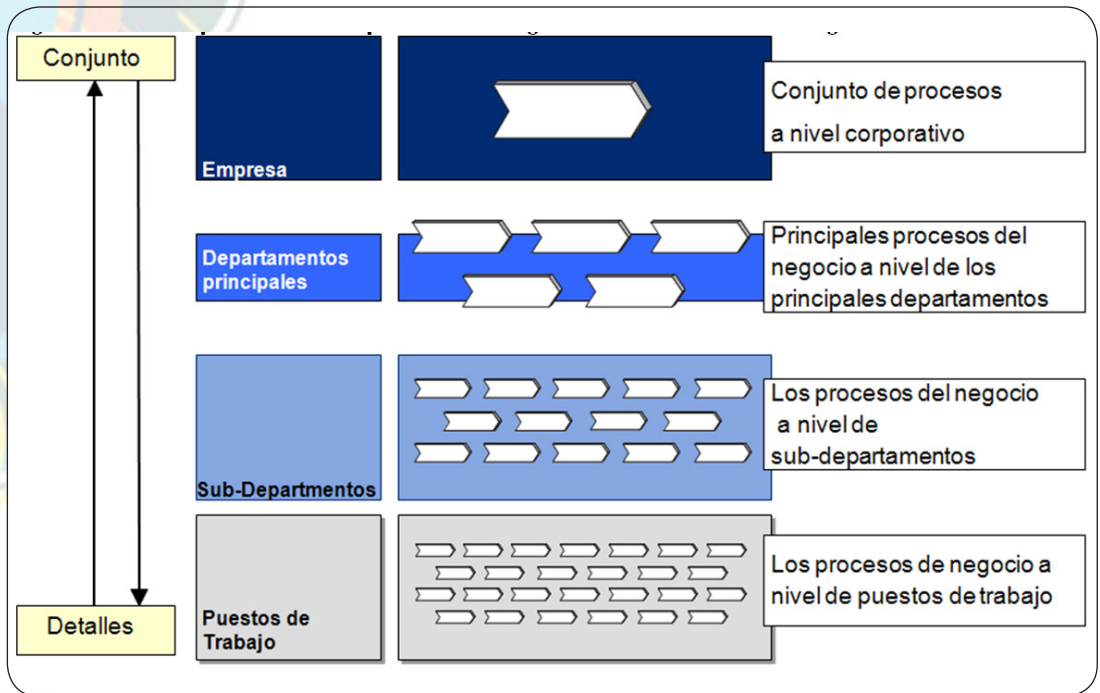 Conjunto
Empresa
Conjunto de procesos
a nivel corporativo
Departamentos
principales
Principales procesos del
negocio a nivel de los
principales departamentos
Sub-Departmentos
Los procesos del negocio
a nivel de
sub-departamentos
Detalles
Puestos de
Trabajo
Los procesos de negocio a
nivel de puestos de trabajo